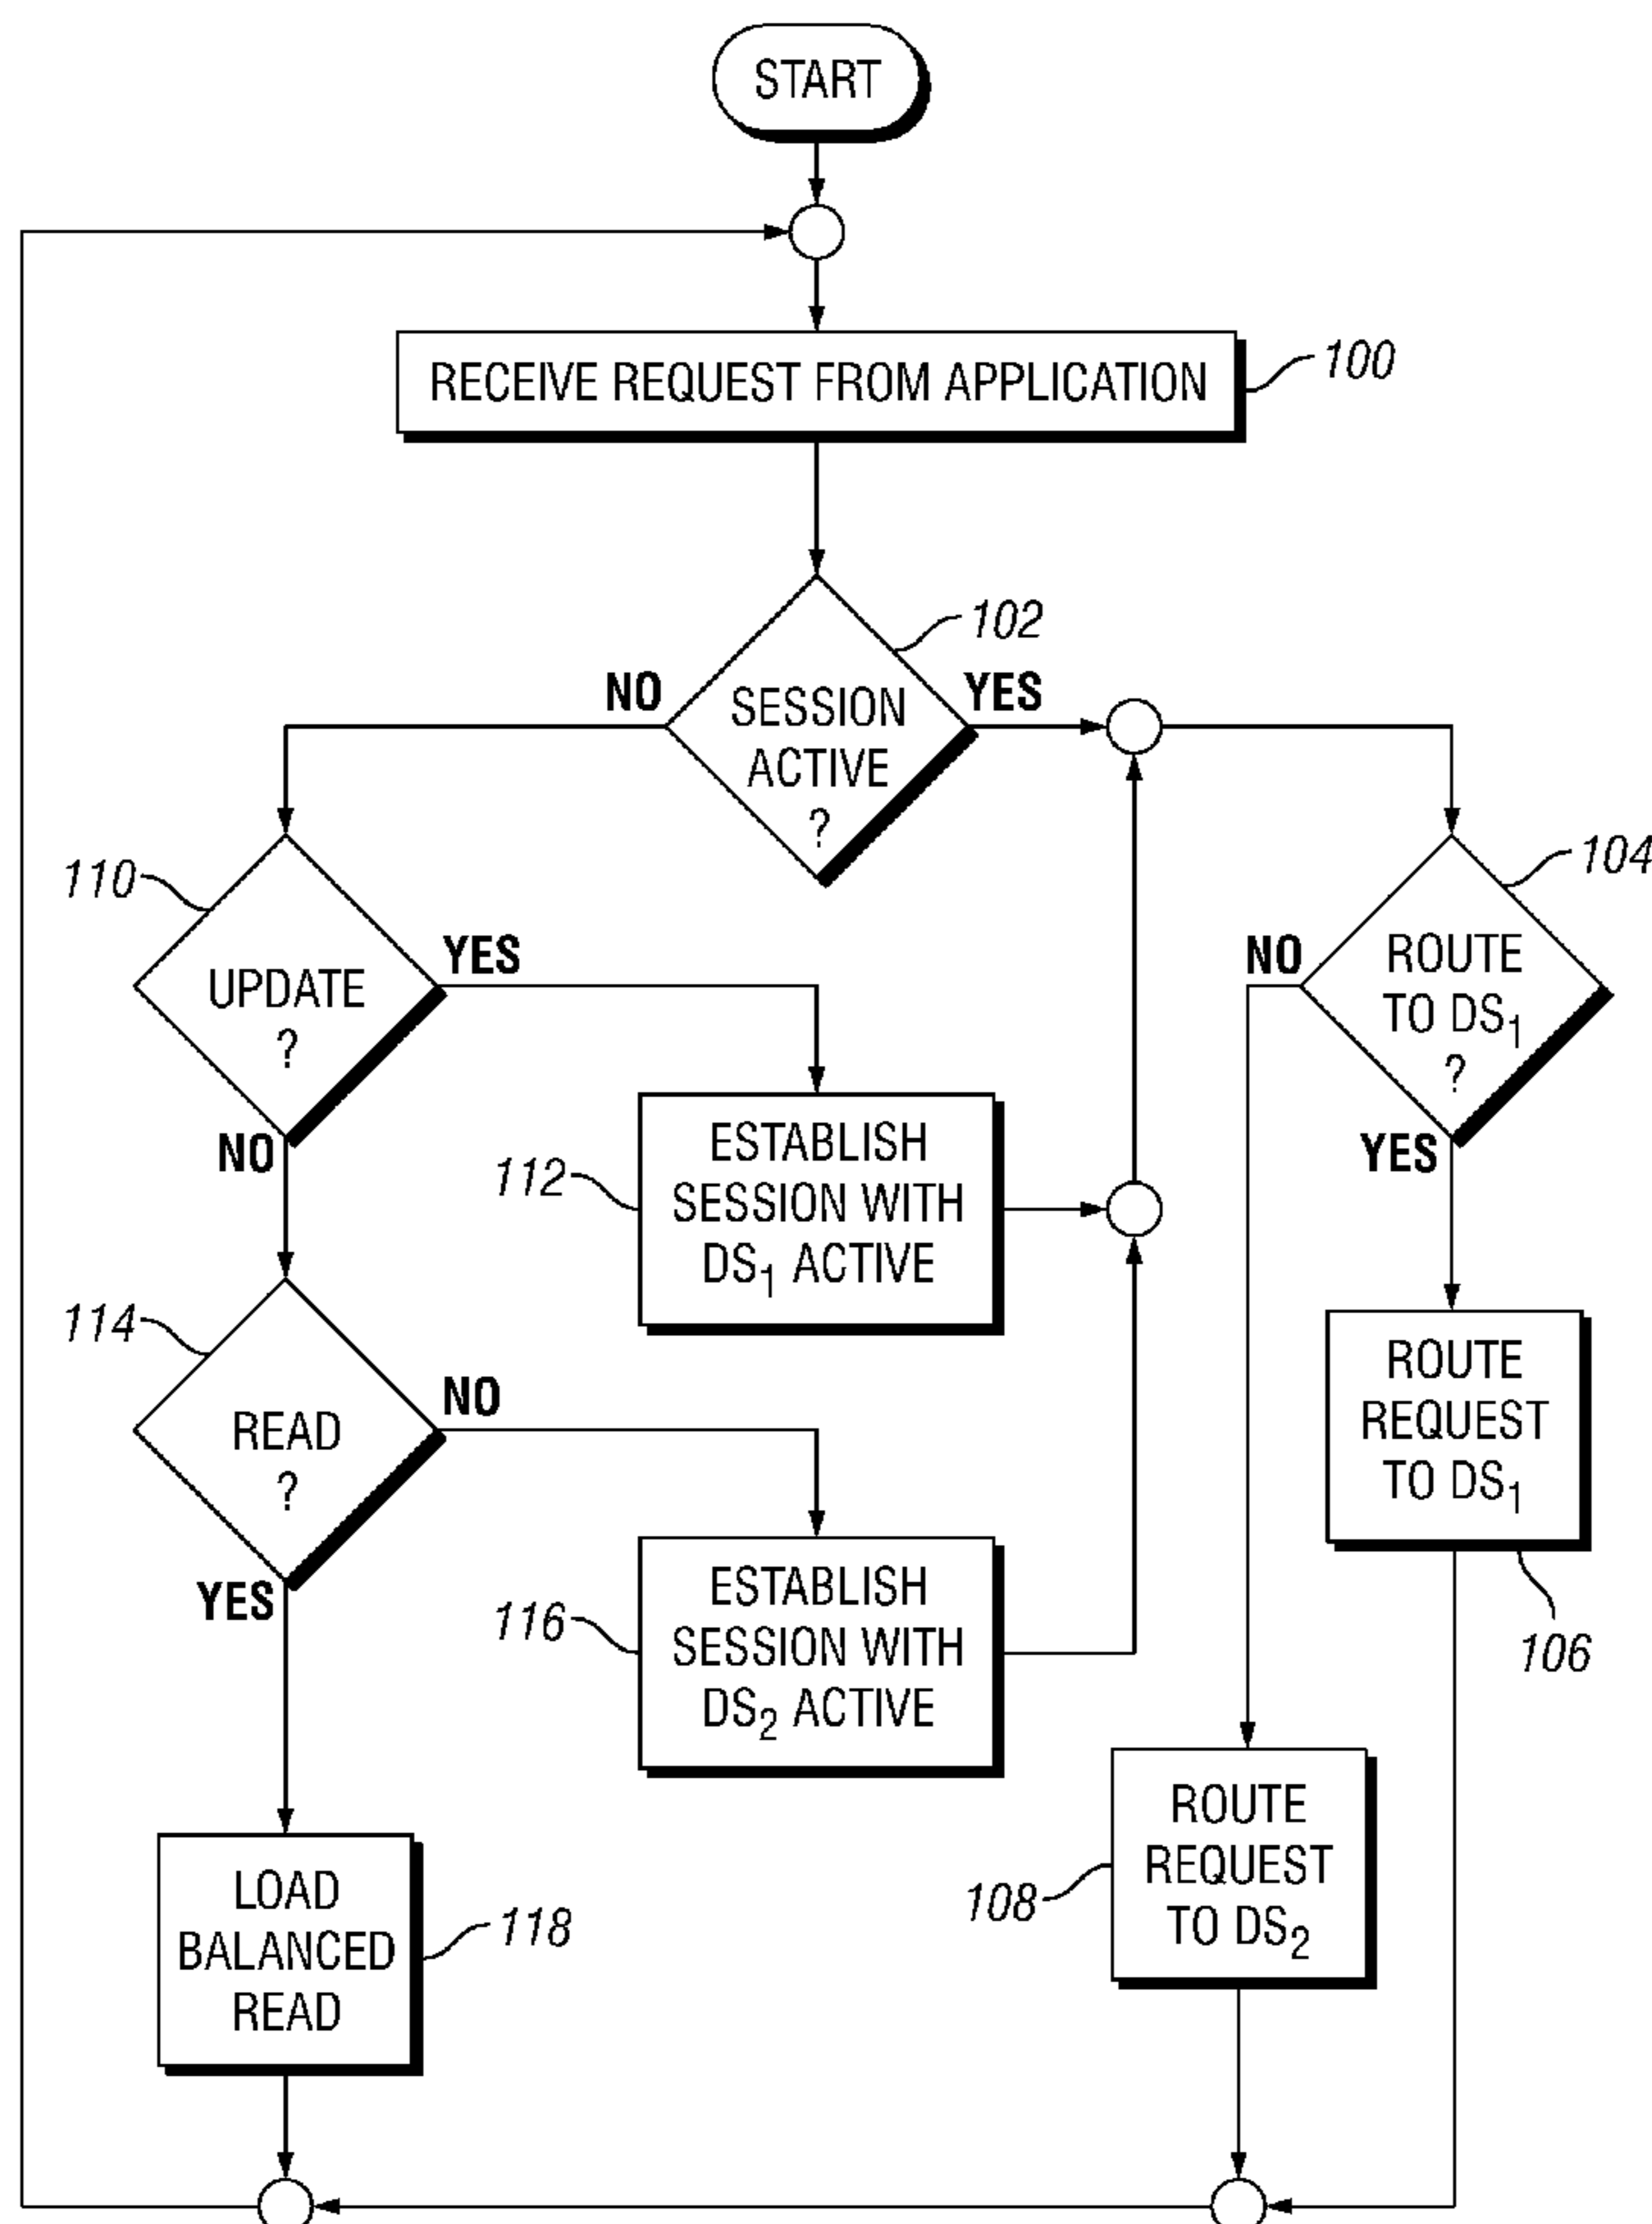 START
RECEIVE REQUEST FROM APPLICATION
100
102
NO
SESSION
ACTIVE
?
YES
110
UPDATE
?
YES
NO
104
ROUTE
TO DS₁
?
NO
YES
112
ESTABLISH
SESSION WITH
DS₁ ACTIVE
114
READ
?
NO
YES
ROUTE
REQUEST
TO DS₁
106
116
ESTABLISH
SESSION WITH
DS₂ ACTIVE
ROUTE
REQUEST
TO DS₂
108
LOAD
BALANCED
READ
118